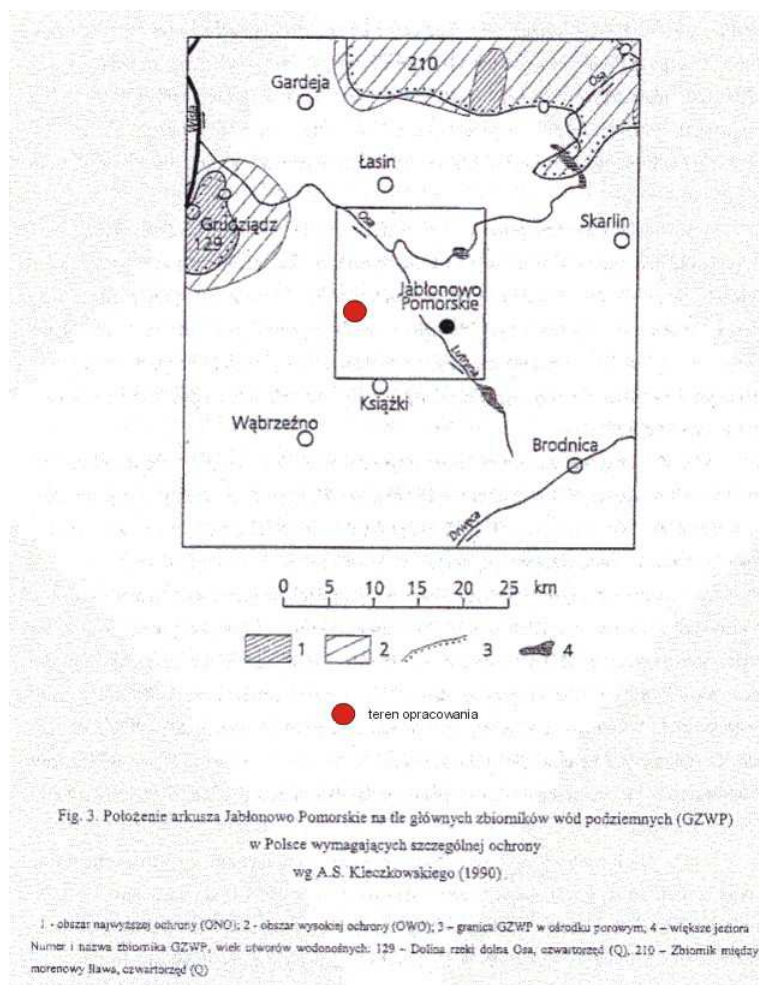 210
Gardeja
Osa
Wisła
Łasin
Grudziądz
129
Osa
Skarlin
Jabłonowo
Pomorskie
Lutryna
Książki
Wąbrzeźno
Brodnica
Drwęca
0 5 10 15 20 25 km
1 2 3 4
teren opracowania
Fig. 3. Położenie arkusza Jabłonowo Pomorskie na tle głównych zbiorników wód podziemnych (GZWP)
w Polsce wymagających szczególnej ochrony
wg A.S. Kleczkowskiego (1990).
1 - obszar najwyższej ochrony (ONO); 2 - obszar wysokiej ochrony (OWO); 3 – granica GZWP w ośrodku porowym; 4 – większe jeziora
Numer i nazwa zbiornika GZWP, wiek utworów wodonośnych: 129 – Dolina rzeki dolna Osa, czwartorzęd (Q), 210 – Zbiornik między
morenowy Iława, czwartorzęd (Q)